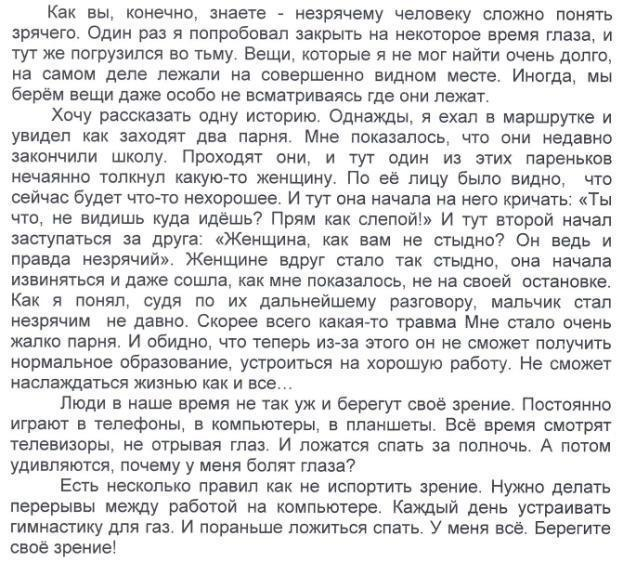 Как вы, конечно, знаете - незрячему человеку сложно понять
зрячего. Один раз я попробовал закрыть на некоторое время глаза, и
тут же погрузился во тьму. Вещи, которые я не мог найти очень долго,
на самом деле лежали на совершенно видном месте. Иногда, мы
берём вещи даже особо не всматриваясь где они лежат.
Хочу рассказать одну историю. Однажды, я ехал в маршрутке и
увидел как заходят два парня. Мне показалось, что они недавно
закончили школу. Проходят они, и тут один из этих пареньков
нечаянно толкнул какую-то женщину. По её лицу было видно, что
сейчас будет что-то нехорошее. И тут она начала на него кричать: «Ты
что, не видишь куда идёшь? Прям как слепой!» И тут второй начал
заступаться за друга: «Женщина, как вам не стыдно? Он ведь и
правда незрячий». Женщине вдруг стало так стыдно, она начала
извиняться и даже сошла, как мне показалось, не на своей остановке.
Как я понял, судя по их дальнейшему разговору, мальчик стал
незрячим не давно. Скорее всего какая-то травма Мне стало очень
жалко парня. И обидно, что теперь из-за этого он не сможет получить
нормальное образование, устроиться на хорошую работу. Не сможет
наслаждаться жизнью как и все...
Люди в наше время не так уж и берегут своё зрение. Постоянно
играют в телефоны, в компьютеры, в планшеты. Всё время смотрят
телевизоры, не отрывая глаз. И ложатся спать за полночь. А потом
удивляются, почему у меня болят глаза?
Есть несколько правил как не испортить зрение. Нужно делать
перерывы между работой на компьютере. Каждый день устраивать
гимнастику для газ. И пораньше ложиться спать. У меня всё. Берегите
своё зрение!